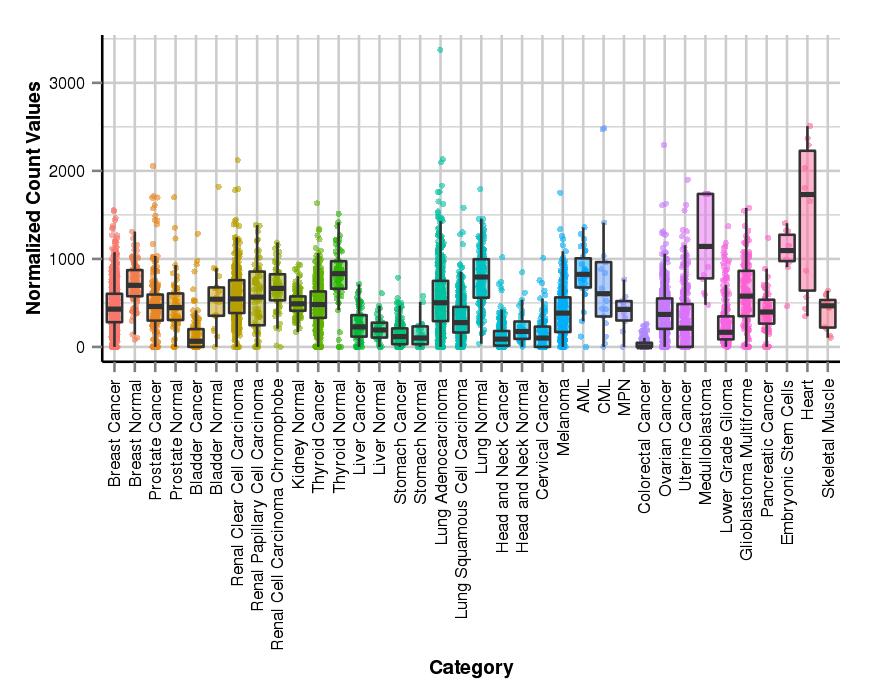 Normalized Count Values
3000
2000
1000
0
Breast Cancer
Breast Normal
Prostate Cancer
Prostate Normal
Bladder Cancer
Bladder Normal
Renal Clear Cell Carcinoma
Renal Papillary Cell Carcinoma
Renal Cell Carcinoma Chromophobe
Kidney Normal
Thyroid Cancer
Thyroid Normal
Liver Cancer
Liver Normal
Stomach Cancer
Stomach Normal
Lung Adenocarcinoma
Lung Squamous Cell Carcinoma
Lung Normal
Head and Neck Cancer
Head and Neck Normal
Cervical Cancer
Melanoma
AML
CML
MPN
Colorectal Cancer
Ovarian Cancer
Uterine Cancer
Medulloblastoma
Lower Grade Glioma
Glioblastoma Multiforme
Pancreatic Cancer
Embryonic Stem Cells
Heart
Skeletal Muscle
Category